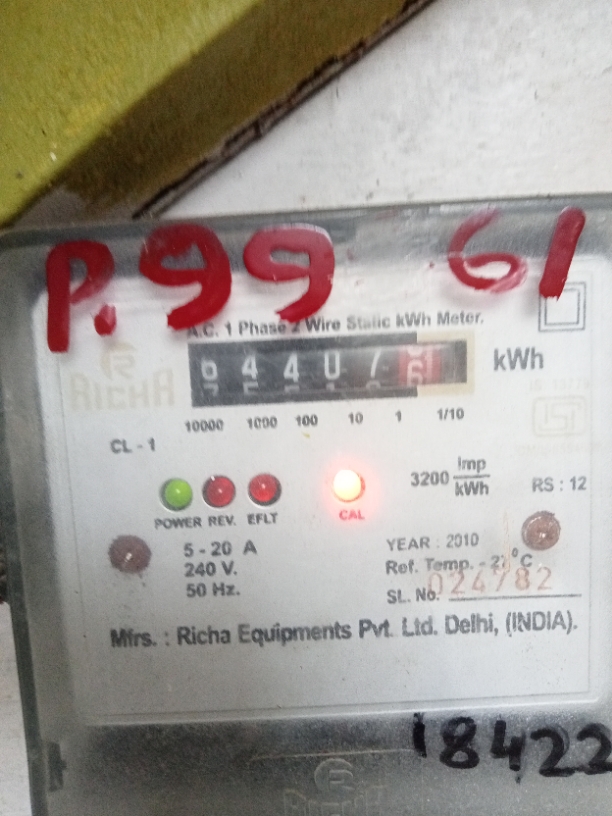 P.99 61
A.C. 1 Phase 2 Wire Static kWh Meter.
RICHA
44 kWh
10000 1000 100 10 1 1/10
CL - 1
3200 Imp/kWh
RS : 12
POWER REV. EFLT CAL
5 - 20 A
240 V.
50 Hz.
YEAR : 2010
Ref. Temp. - 27°C
SL. No. 024782
Mfrs. : Richa Equipments Pvt. Ltd. Delhi, (INDIA).
18422
RICHA